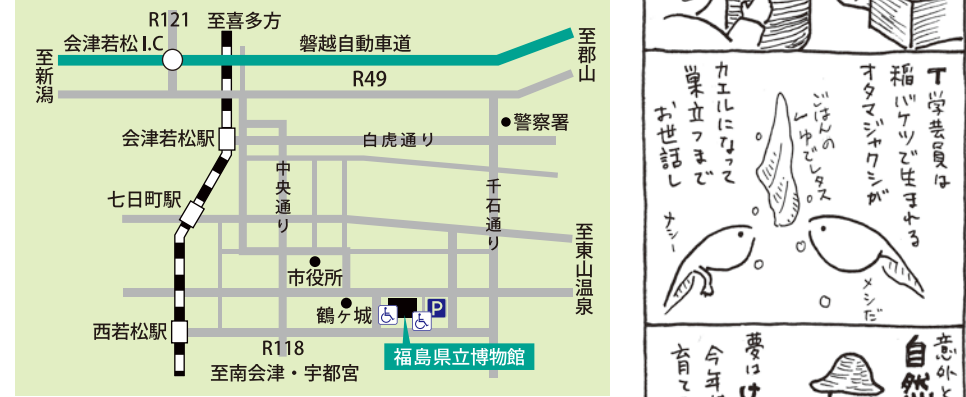 R121
至喜多方
会津若松I.C
磐越自動車道
至郡山
至新潟
R49
会津若松駅
白虎通り
警察署
中央通り
千石通り
七日町駅
至東山温泉
市役所
鶴ヶ城
P
西若松駅
R118
福島県立博物館
至南会津・宇都宮
T学芸員は
稲バケツで生まれる
オタマジャクシが
ごはんの
ゆでレタス
カエルになって
巣立つまで
お世話し
メシー
メシだ
意外と
自然
夢は
今年
育て